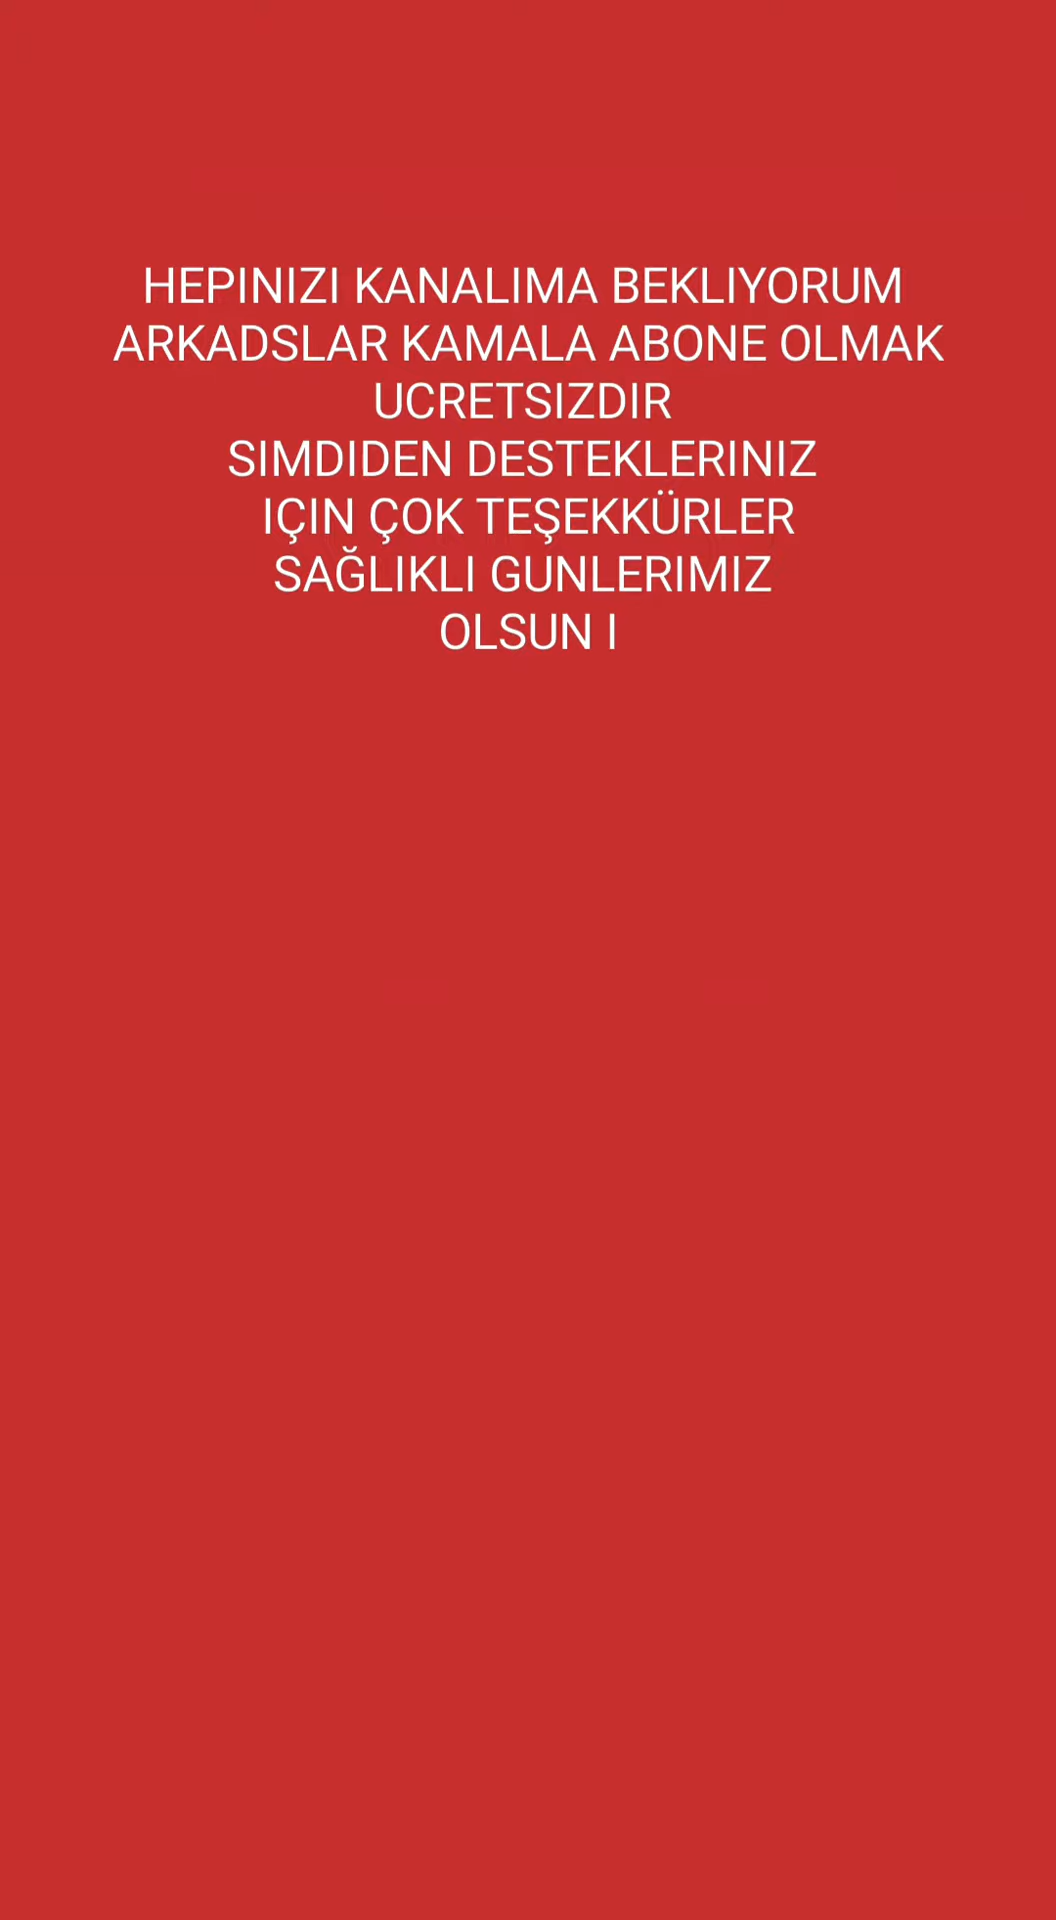 HEPINIZI KANALIMA BEKLIYORUM
ARKADSLAR KAMALA ABONE OLMAK
UCRETSIZDIR
SIMDIDEN DESTEKLERINIZ
IÇIN ÇOK TEŞEKKÜRLER
SAĞLIKLI GUNLERIMIZ
OLSUN I